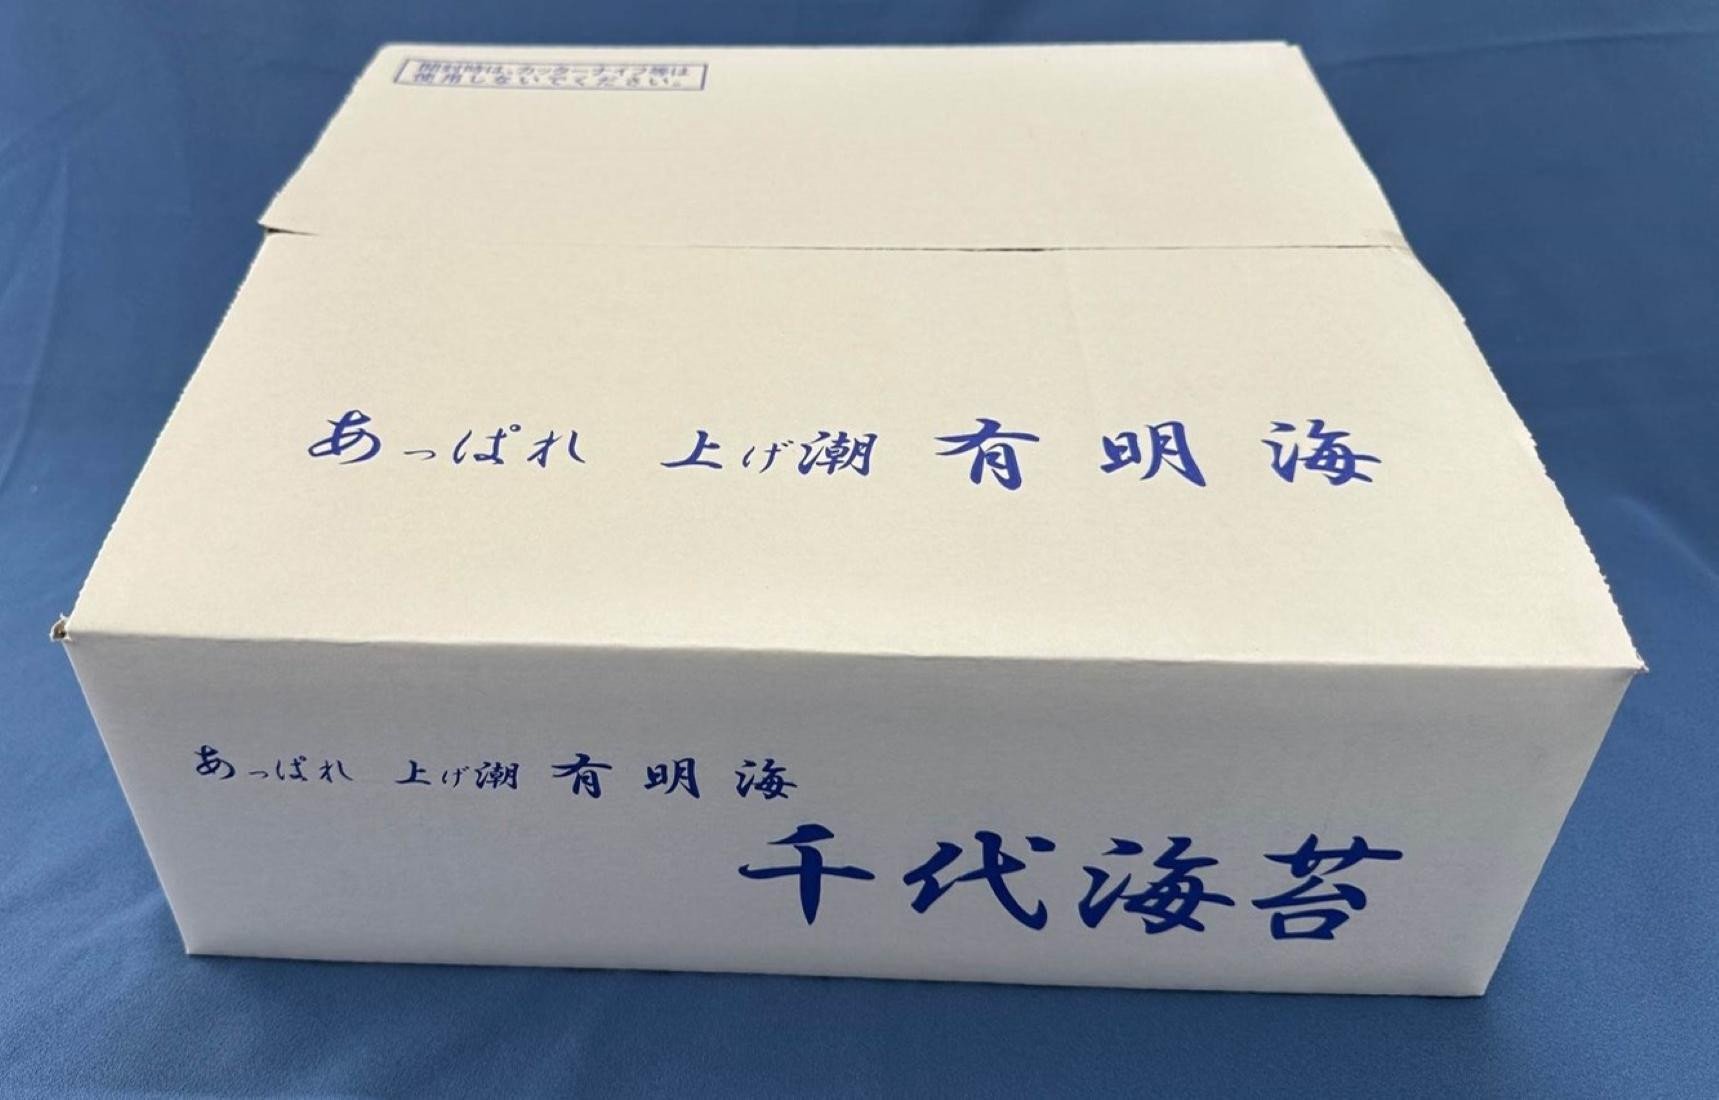 開封時は、カッターナイフ等は
使用しないでください。
あっぱれ 上げ潮 有明海
あっぱれ 上げ潮 有明海
千代海苔